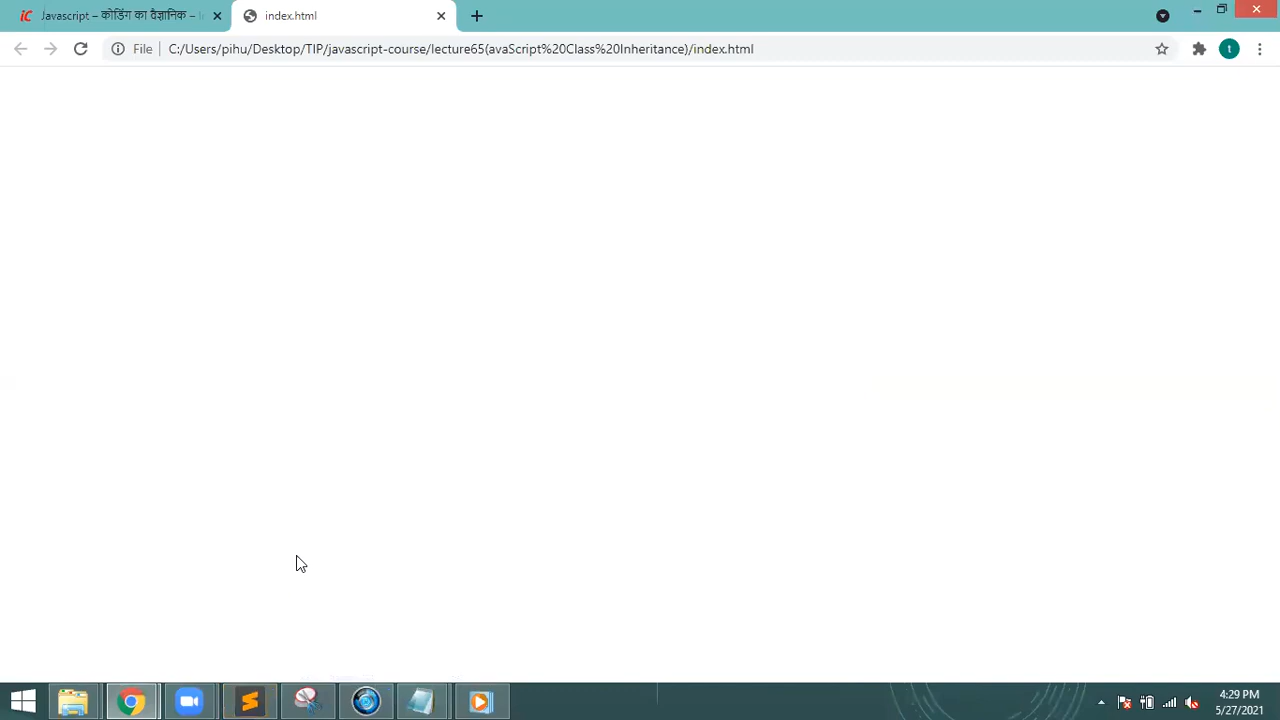 iC Javascript – कोडिंग का वैज्ञानिक – I
index.html
File
C:/Users/pihu/Desktop/TIP/javascript-course/lecture65(avaScript%20Class%20Inheritance)/index.html
t
4:29 PM
5/27/2021